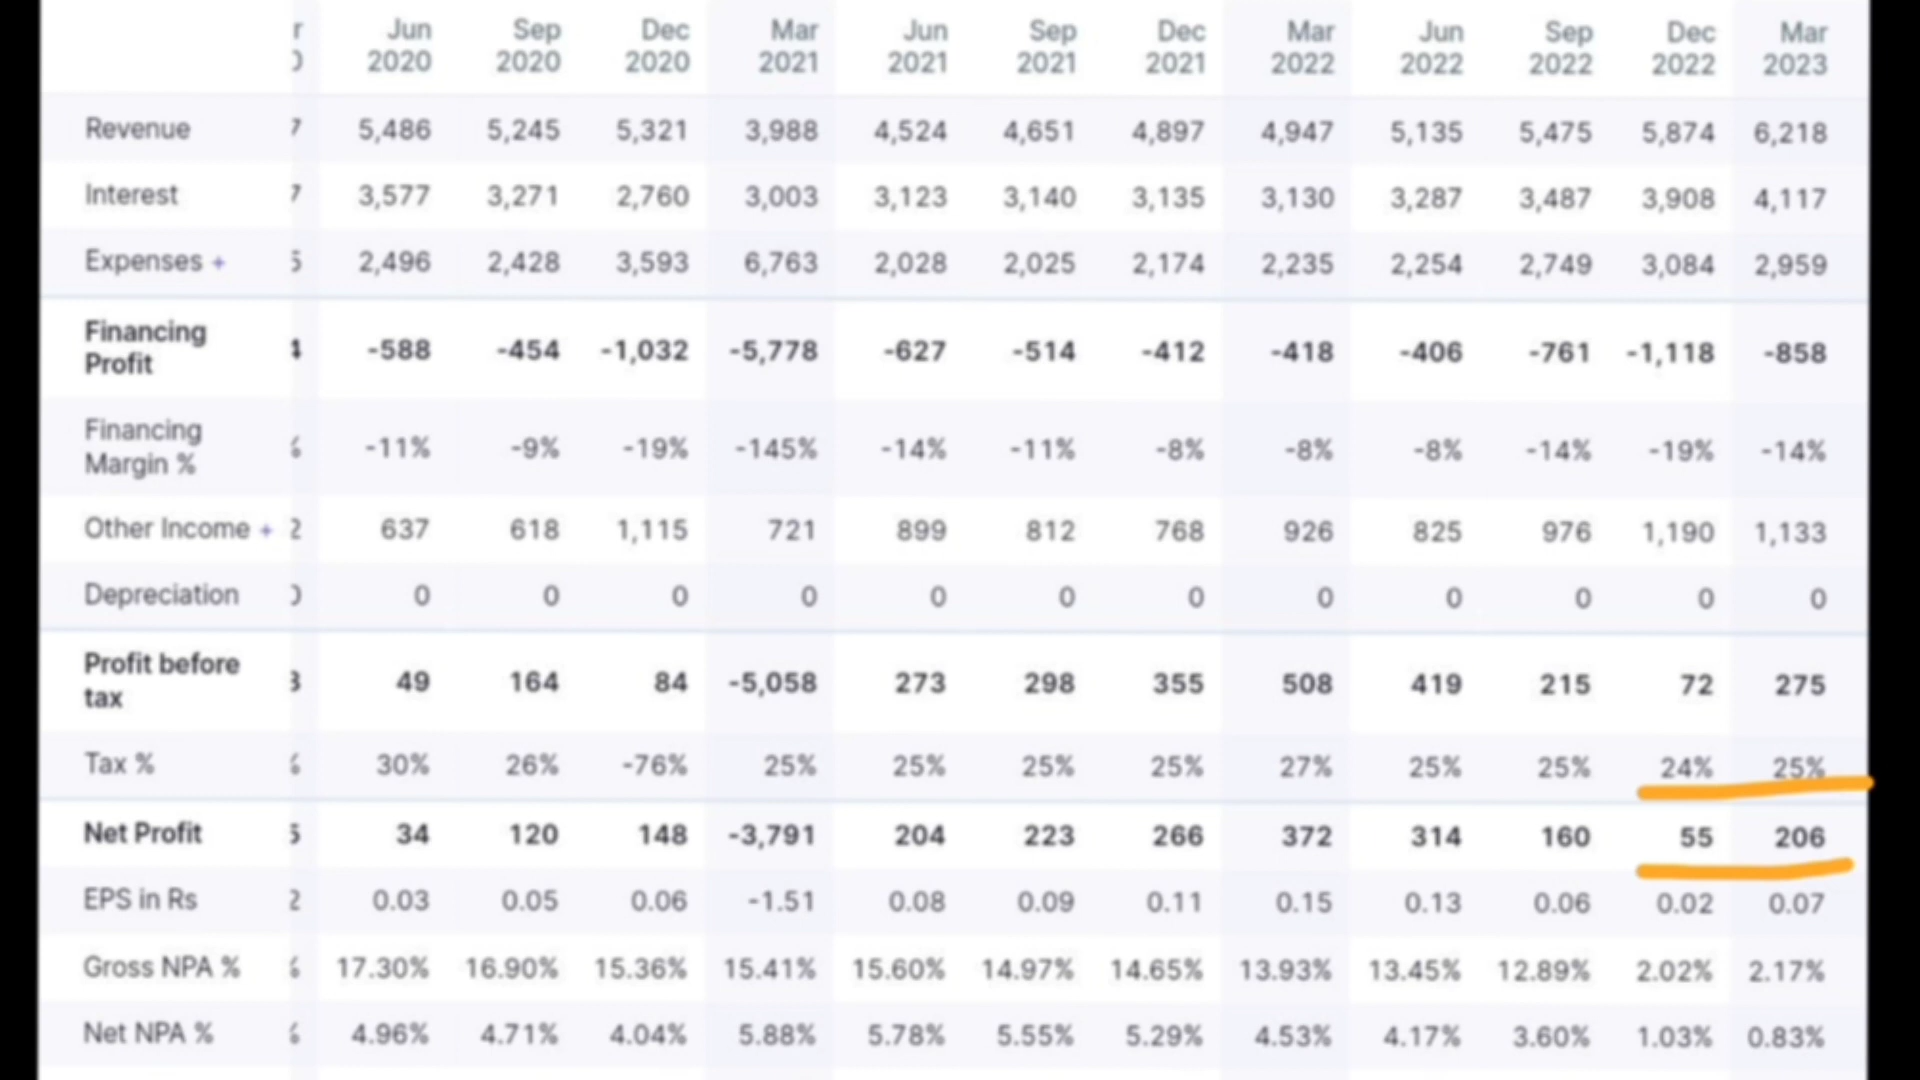 r Jun Sep Dec Mar Jun Sep Dec Mar Jun Sep Dec Mar
0 2020 2020 2020 2021 2021 2021 2021 2022 2022 2022 2022 2023
Revenue 7 5,486 5,245 5,321 3,988 4,524 4,651 4,897 4,947 5,135 5,475 5,874 6,218
Interest 7 3,577 3,271 2,760 3,003 3,123 3,140 3,135 3,130 3,287 3,487 3,908 4,117
Expenses + 5 2,496 2,428 3,593 6,763 2,028 2,025 2,174 2,235 2,254 2,749 3,084 2,959
Financing
Profit 4 -588 -454 -1,032 -5,778 -627 -514 -412 -418 -406 -761 -1,118 -858
Financing
Margin % % -11% -9% -19% -145% -14% -11% -8% -8% -8% -14% -19% -14%
Other Income + 2 637 618 1,115 721 899 812 768 926 825 976 1,190 1,133
Depreciation 0 0 0 0 0 0 0 0 0 0 0 0 0
Profit before
tax 3 49 164 84 -5,058 273 298 355 508 419 215 72 275
Tax % % 30% 26% -76% 25% 25% 25% 25% 27% 25% 25% 24% 25%
Net Profit 5 34 120 148 -3,791 204 223 266 372 314 160 55 206
EPS in Rs 2 0.03 0.05 0.06 -1.51 0.08 0.09 0.11 0.15 0.13 0.06 0.02 0.07
Gross NPA % % 17.30% 16.90% 15.36% 15.41% 15.60% 14.97% 14.65% 13.93% 13.45% 12.89% 2.02% 2.17%
Net NPA % % 4.96% 4.71% 4.04% 5.88% 5.78% 5.55% 5.29% 4.53% 4.17% 3.60% 1.03% 0.83%